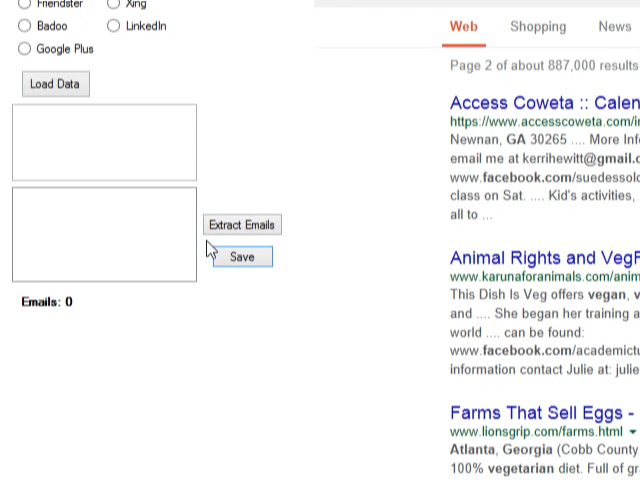 Friendster
Xing
Badoo
LinkedIn
Google Plus
Load Data
Extract Emails
Save
Emails: 0
Web Shopping News
Page 2 of about 887,000 results
Access Coweta :: Calen
https://www.accesscoweta.com/in
Newnan, GA 30265 .... More Info
email me at kerrihewitt@gmail.c
www.facebook.com/suedessolo
class on Sat. .... Kid's activities,
all to ...
Animal Rights and VegF
www.karunaforanimals.com/anim
This Dish Is Veg offers vegan, v
and .... She began her training a
world .... can be found:
www.facebook.com/academictu
information contact Julie at: julie
Farms That Sell Eggs -
www.lionsgrip.com/farms.html
Atlanta, Georgia (Cobb County
100% vegetarian diet. Full of gr